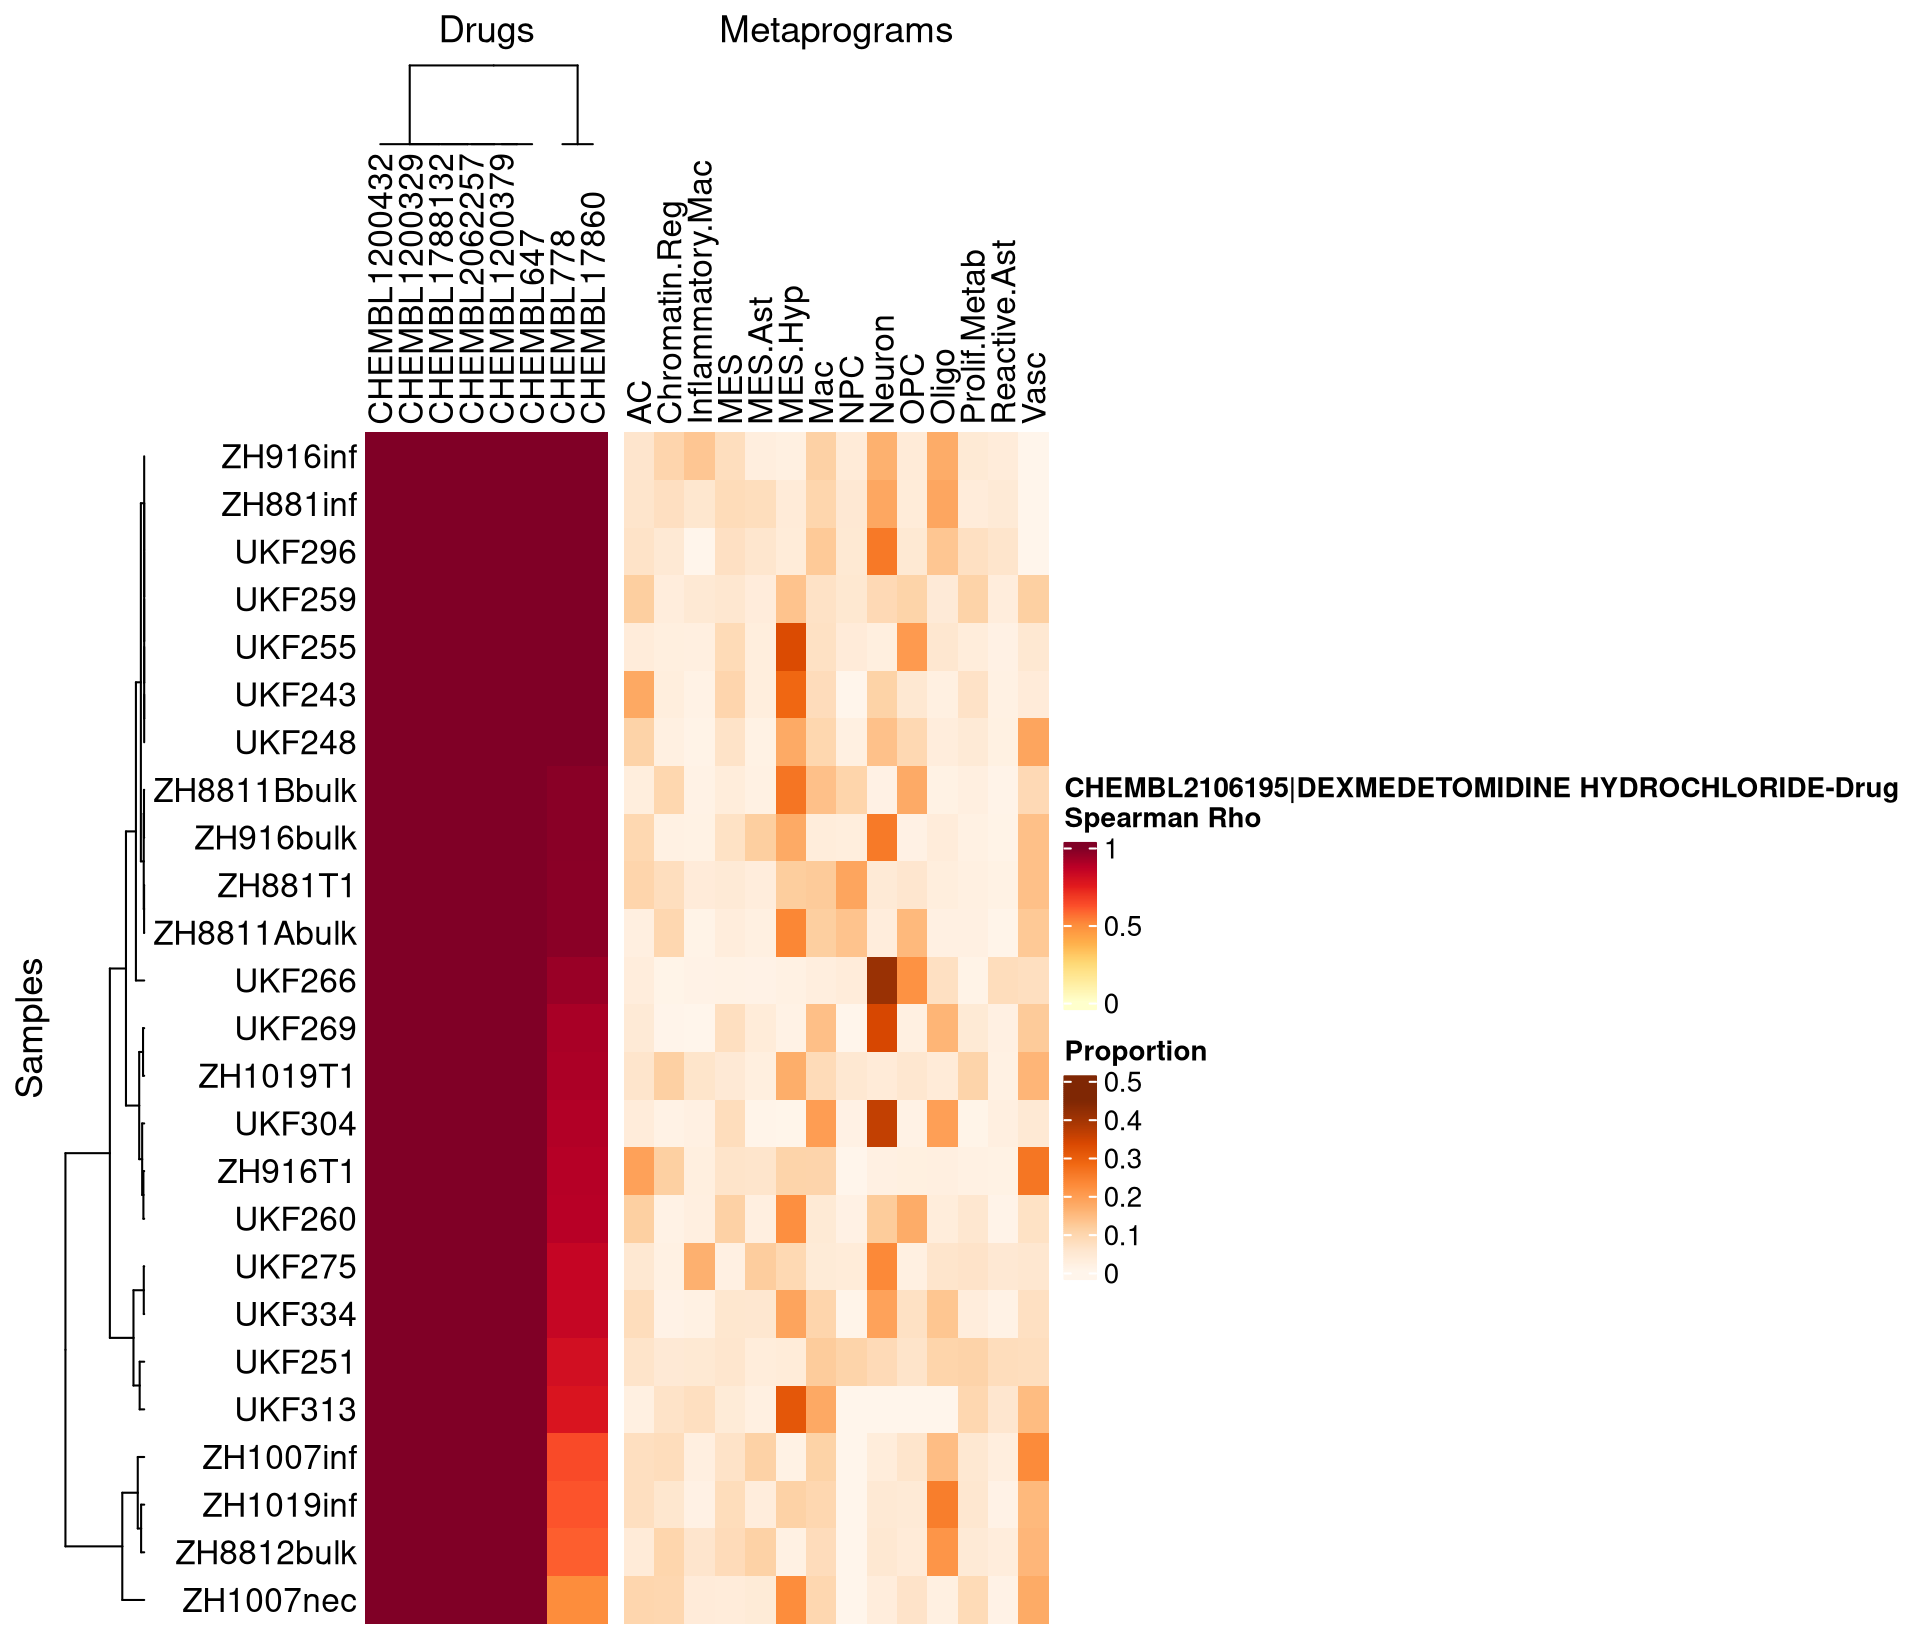 Drugs
Metaprograms
CHEMBL1200432
CHEMBL1200329
CHEMBL1788132
CHEMBL2062257
CHEMBL1200379
CHEMBL647
CHEMBL778
CHEMBL17860
AC
Chromatin.Reg
Inflammatory.Mac
MES
MES.Ast
MES.Hyp
Mac
NPC
Neuron
OPC
Oligo
Prolif.Metab
Reactive.Ast
Vasc
Samples
ZH916inf
ZH881inf
UKF296
UKF259
UKF255
UKF243
UKF248
ZH8811Bbulk
ZH916bulk
ZH881T1
ZH8811Abulk
UKF266
UKF269
ZH1019T1
UKF304
ZH916T1
UKF260
UKF275
UKF334
UKF251
UKF313
ZH1007inf
ZH1019inf
ZH8812bulk
ZH1007nec
CHEMBL2106195|DEXMEDETOMIDINE HYDROCHLORIDE-Drug
Spearman Rho
1
0.5
0
Proportion
0.5
0.4
0.3
0.2
0.1
0